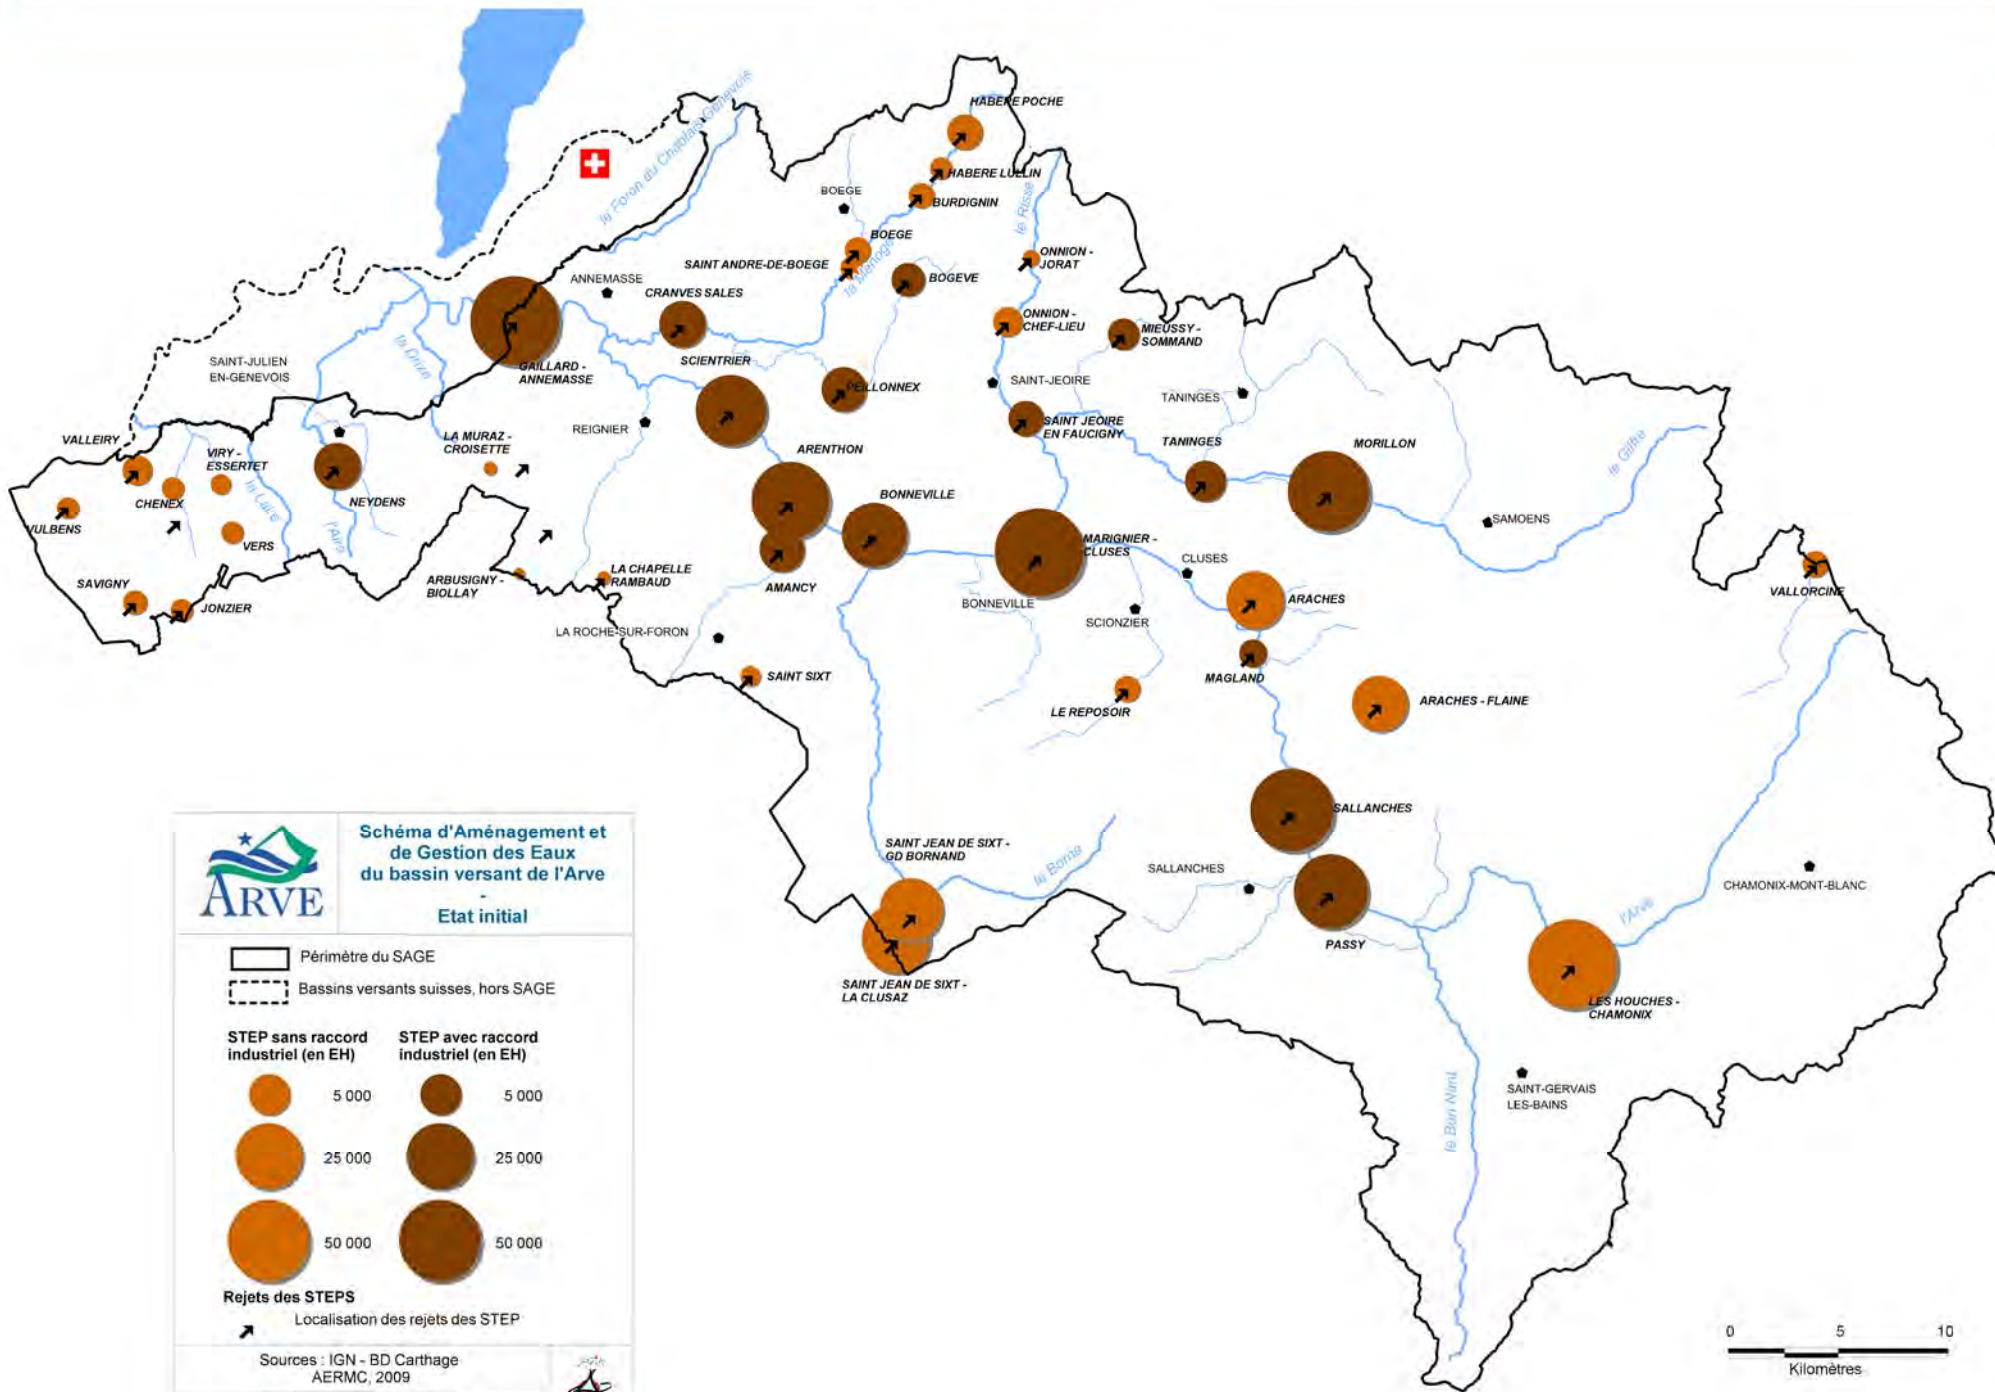 HABERE POCHE
le Foron du Chablais Genevois
HABERE LULLIN
BOEGE
BURDIGNIN
le Risse
BOEGE
ONNION -
JORAT
SAINT ANDRE-DE-BOEGE
la Menoge
BOGEVE
ANNEMASSE
CRANVES SALES
ONNION -
CHEF-LIEU
MIEUSSY -
SOMMAND
la Drize
SAINT-JULIEN
EN-GENEVOIS
GAILLARD -
ANNEMASSE
SCIENTRIER
PEILLONNEX
SAINT-JEOIRE
TANINGES
REIGNIER
SAINT JEOIRE
EN FAUCIGNY
VALLEIRY
VIRY -
ESSERTET
LA MURAZ -
CROISETTE
ARENTHON
TANINGES
MORILLON
le Giffre
CHENEX
la Laire
NEYDENS
BONNEVILLE
VULBENS
l'Aire
VERS
SAMOENS
MARIGNIER -
CLUSES
CLUSES
SAVIGNY
ARBUSIGNY -
BIOLLAY
LA CHAPELLE
RAMBAUD
AMANCY
BONNEVILLE
ARACHES
VALLORCINE
JONZIER
SCIONZIER
LA ROCHE-SUR-FORON
SAINT SIXT
MAGLAND
LE REPOSOIR
ARACHES - FLAINE
SALLANCHES
SAINT JEAN DE SIXT -
GD BORNAND
le Borne
SALLANCHES
CHAMONIX-MONT-BLANC
l'Arve
PASSY
SAINT JEAN DE SIXT -
LA CLUSAZ
LES HOUCHES -
CHAMONIX
le Bon Nant
SAINT-GERVAIS
LES-BAINS
ARVE
Schéma d'Aménagement et
de Gestion des Eaux
du bassin versant de l'Arve
-
Etat initial
Périmètre du SAGE
Bassins versants suisses, hors SAGE
STEP sans raccord
industriel (en EH)
STEP avec raccord
industriel (en EH)
5 000
5 000
25 000
25 000
50 000
50 000
Rejets des STEPS
Localisation des rejets des STEP
Sources : IGN - BD Carthage
AERMC, 2009
0 5 10
Kilomètres